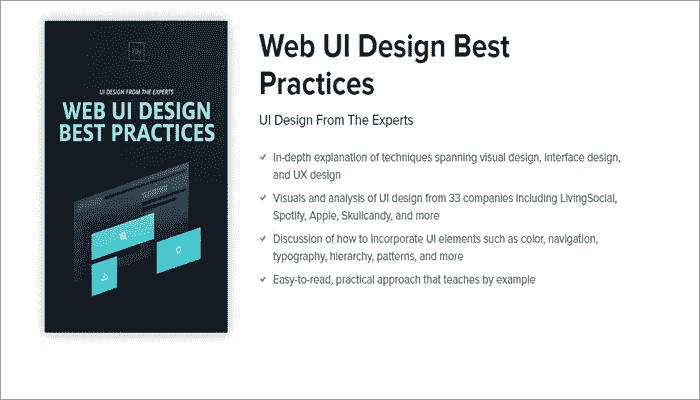 UI DESIGN FROM THE EXPERTS
WEB UI DESIGN
BEST PRACTICES
Web UI Design Best
Practices
UI Design From The Experts
In-depth explanation of techniques spanning visual design, interface design,
and UX design
Visuals and analysis of UI design from 33 companies including LivingSocial,
Spotify, Apple, Skullcandy, and more
Discussion of how to incorporate UI elements such as color, navigation,
typography, hierarchy, patterns, and more
Easy-to-read, practical approach that teaches by example